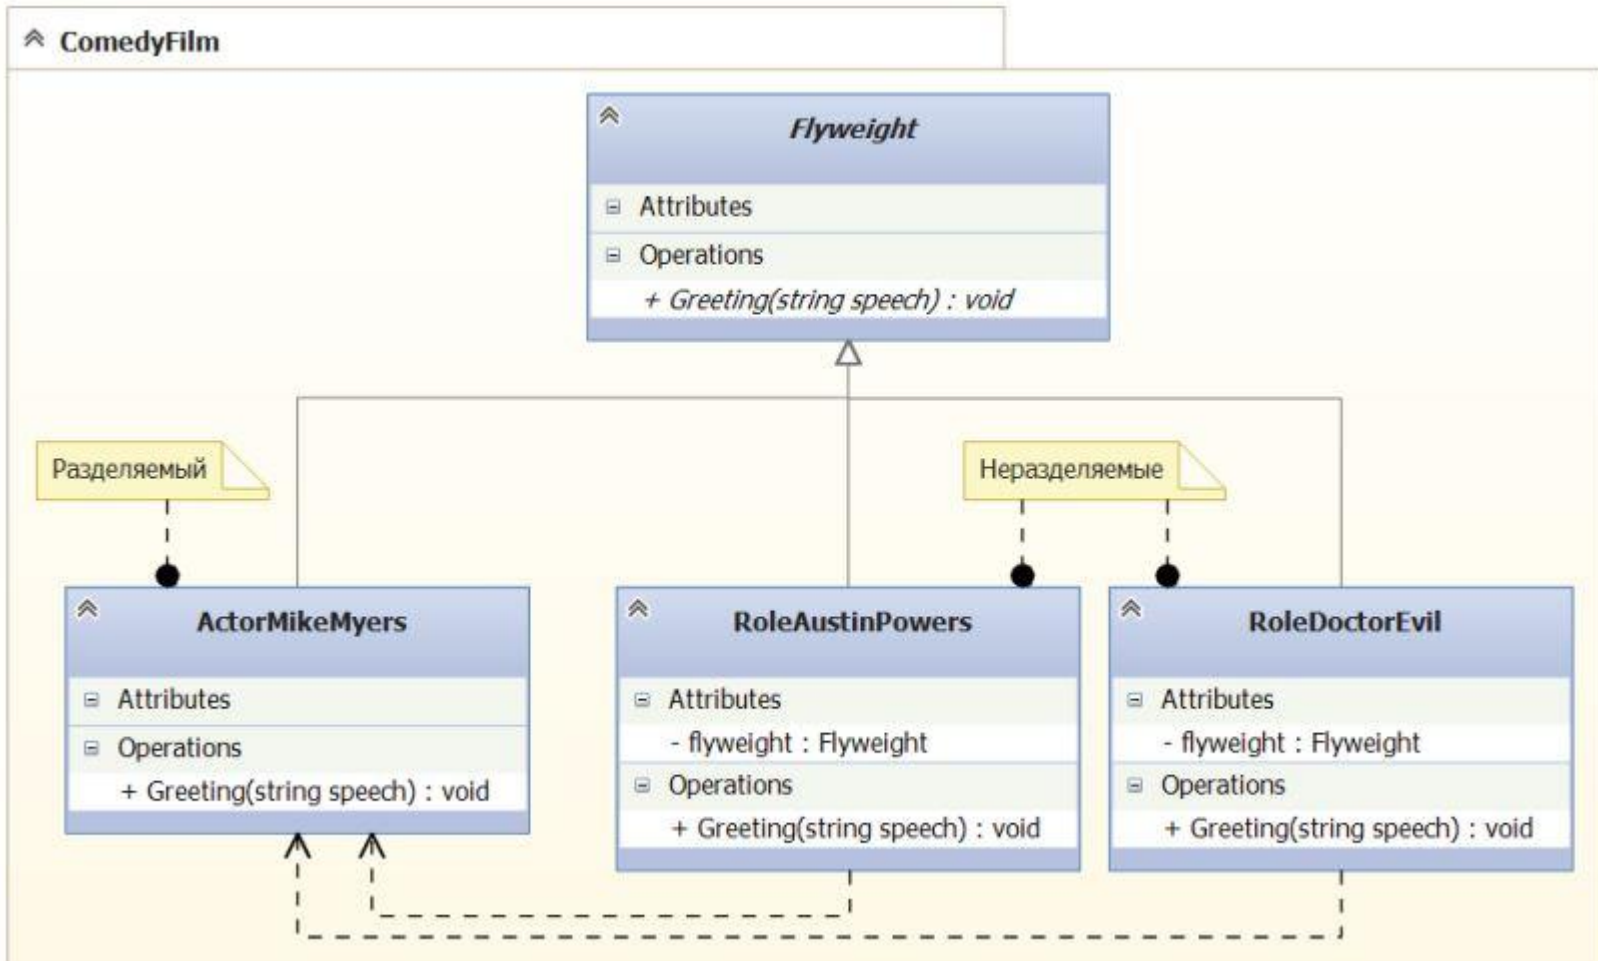 ComedyFilm
Flyweight
Attributes
Operations
+ Greeting(string speech) : void
Разделяемый
Неразделяемые
ActorMikeMyers
Attributes
Operations
+ Greeting(string speech) : void
RoleAustinPowers
Attributes
- flyweight : Flyweight
Operations
+ Greeting(string speech) : void
RoleDoctorEvil
Attributes
- flyweight : Flyweight
Operations
+ Greeting(string speech) : void